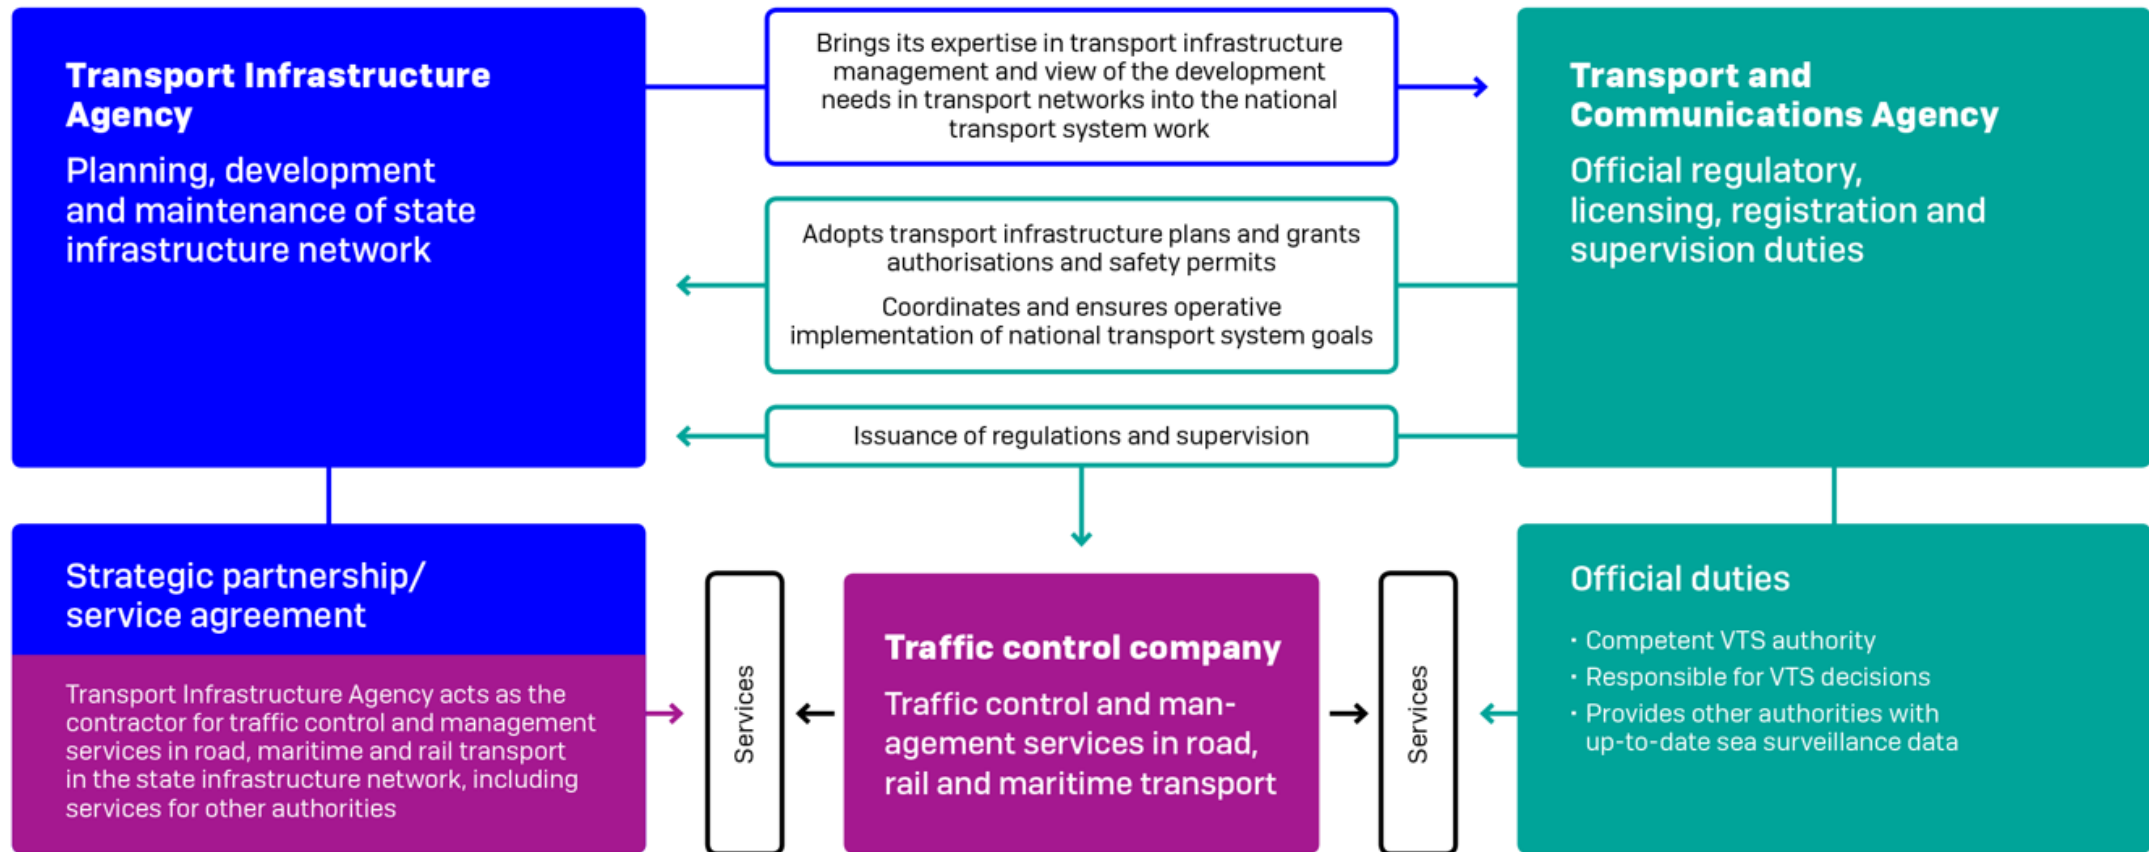 Transport Infrastructure
Agency
Planning, development
and maintenance of state
infrastructure network
Brings its expertise in transport infrastructure
management and view of the development
needs in transport networks into the national
transport system work
Adopts transport infrastructure plans and grants
authorisations and safety permits
Coordinates and ensures operative
implementation of national transport system goals
Issuance of regulations and supervision
Transport and
Communications Agency
Official regulatory,
licensing, registration and
supervision duties
Strategic partnership/
service agreement
Transport Infrastructure Agency acts as the
contractor for traffic control and management
services in road, maritime and rail transport
in the state infrastructure network, including
services for other authorities
Services
Traffic control company
Traffic control and man-
agement services in road,
rail and maritime transport
Services
Official duties
· Competent VTS authority
· Responsible for VTS decisions
· Provides other authorities with
up-to-date sea surveillance data